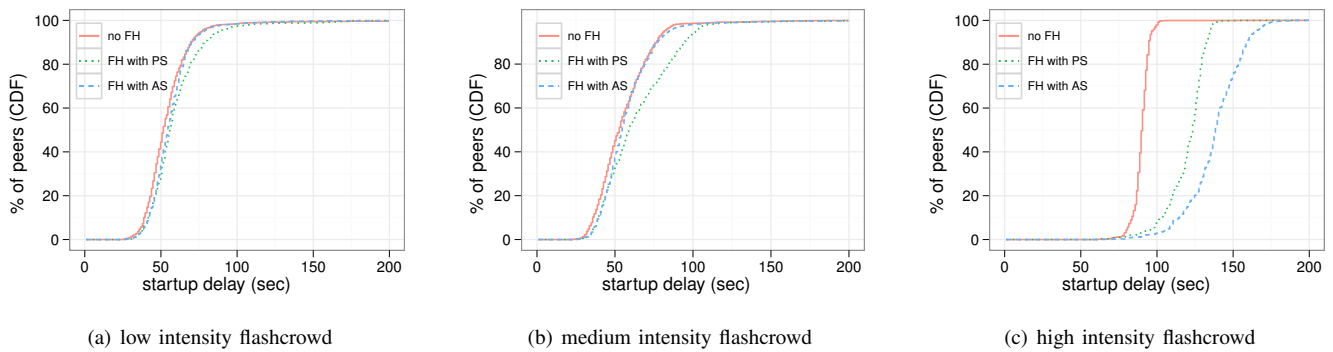 100
80
60
40
20
0
% of peers (CDF)
no FH
FH with PS
FH with AS
0 50 100 150 200
startup delay (sec)
(a) low intensity flashcrowd
100
80
60
40
20
0
% of peers (CDF)
no FH
FH with PS
FH with AS
0 50 100 150 200
startup delay (sec)
(b) medium intensity flashcrowd
100
80
60
40
20
0
% of peers (CDF)
no FH
FH with PS
FH with AS
0 50 100 150 200
startup delay (sec)
(c) high intensity flashcrowd